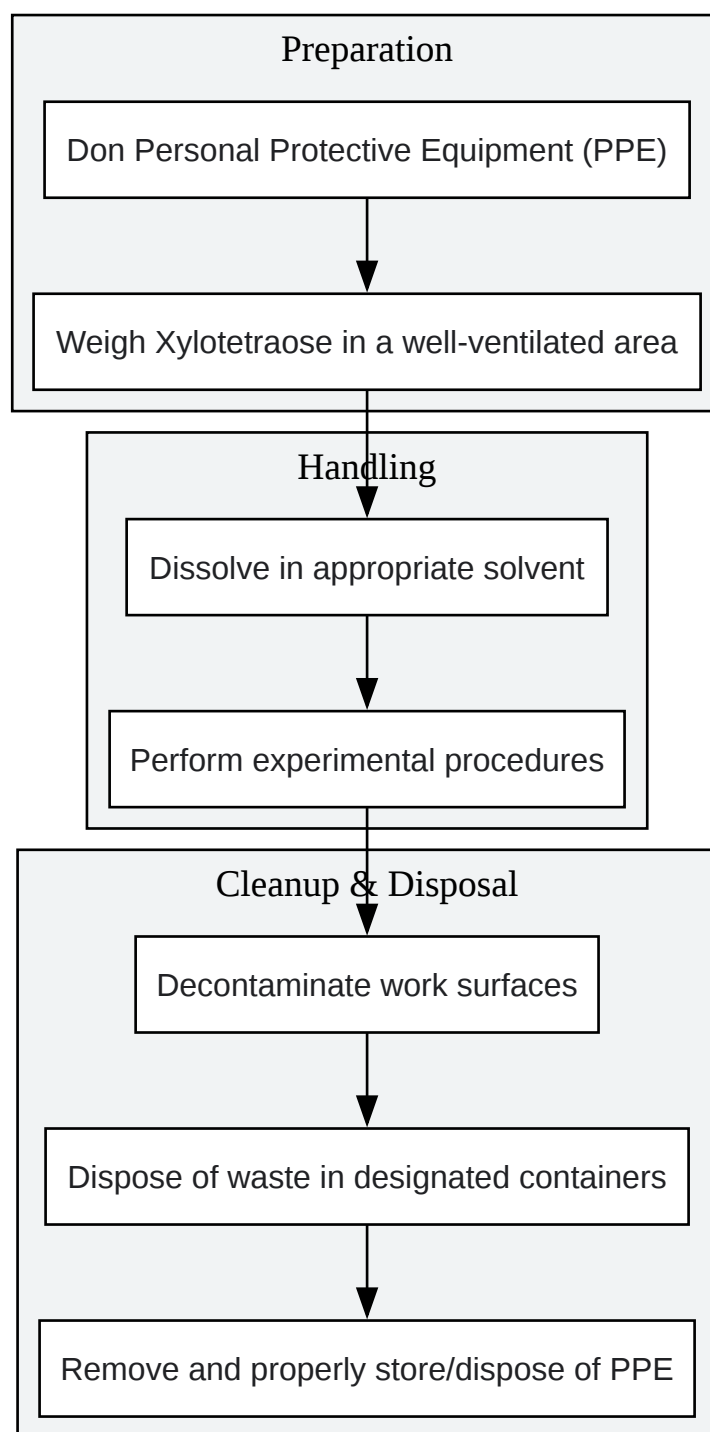 Preparation
Don Personal Protective Equipment (PPE)
Weigh Xylotetraose in a well-ventilated area
Handling
Dissolve in appropriate solvent
Perform experimental procedures
Cleanup & Disposal
Decontaminate work surfaces
Dispose of waste in designated containers
Remove and properly store/dispose of PPE